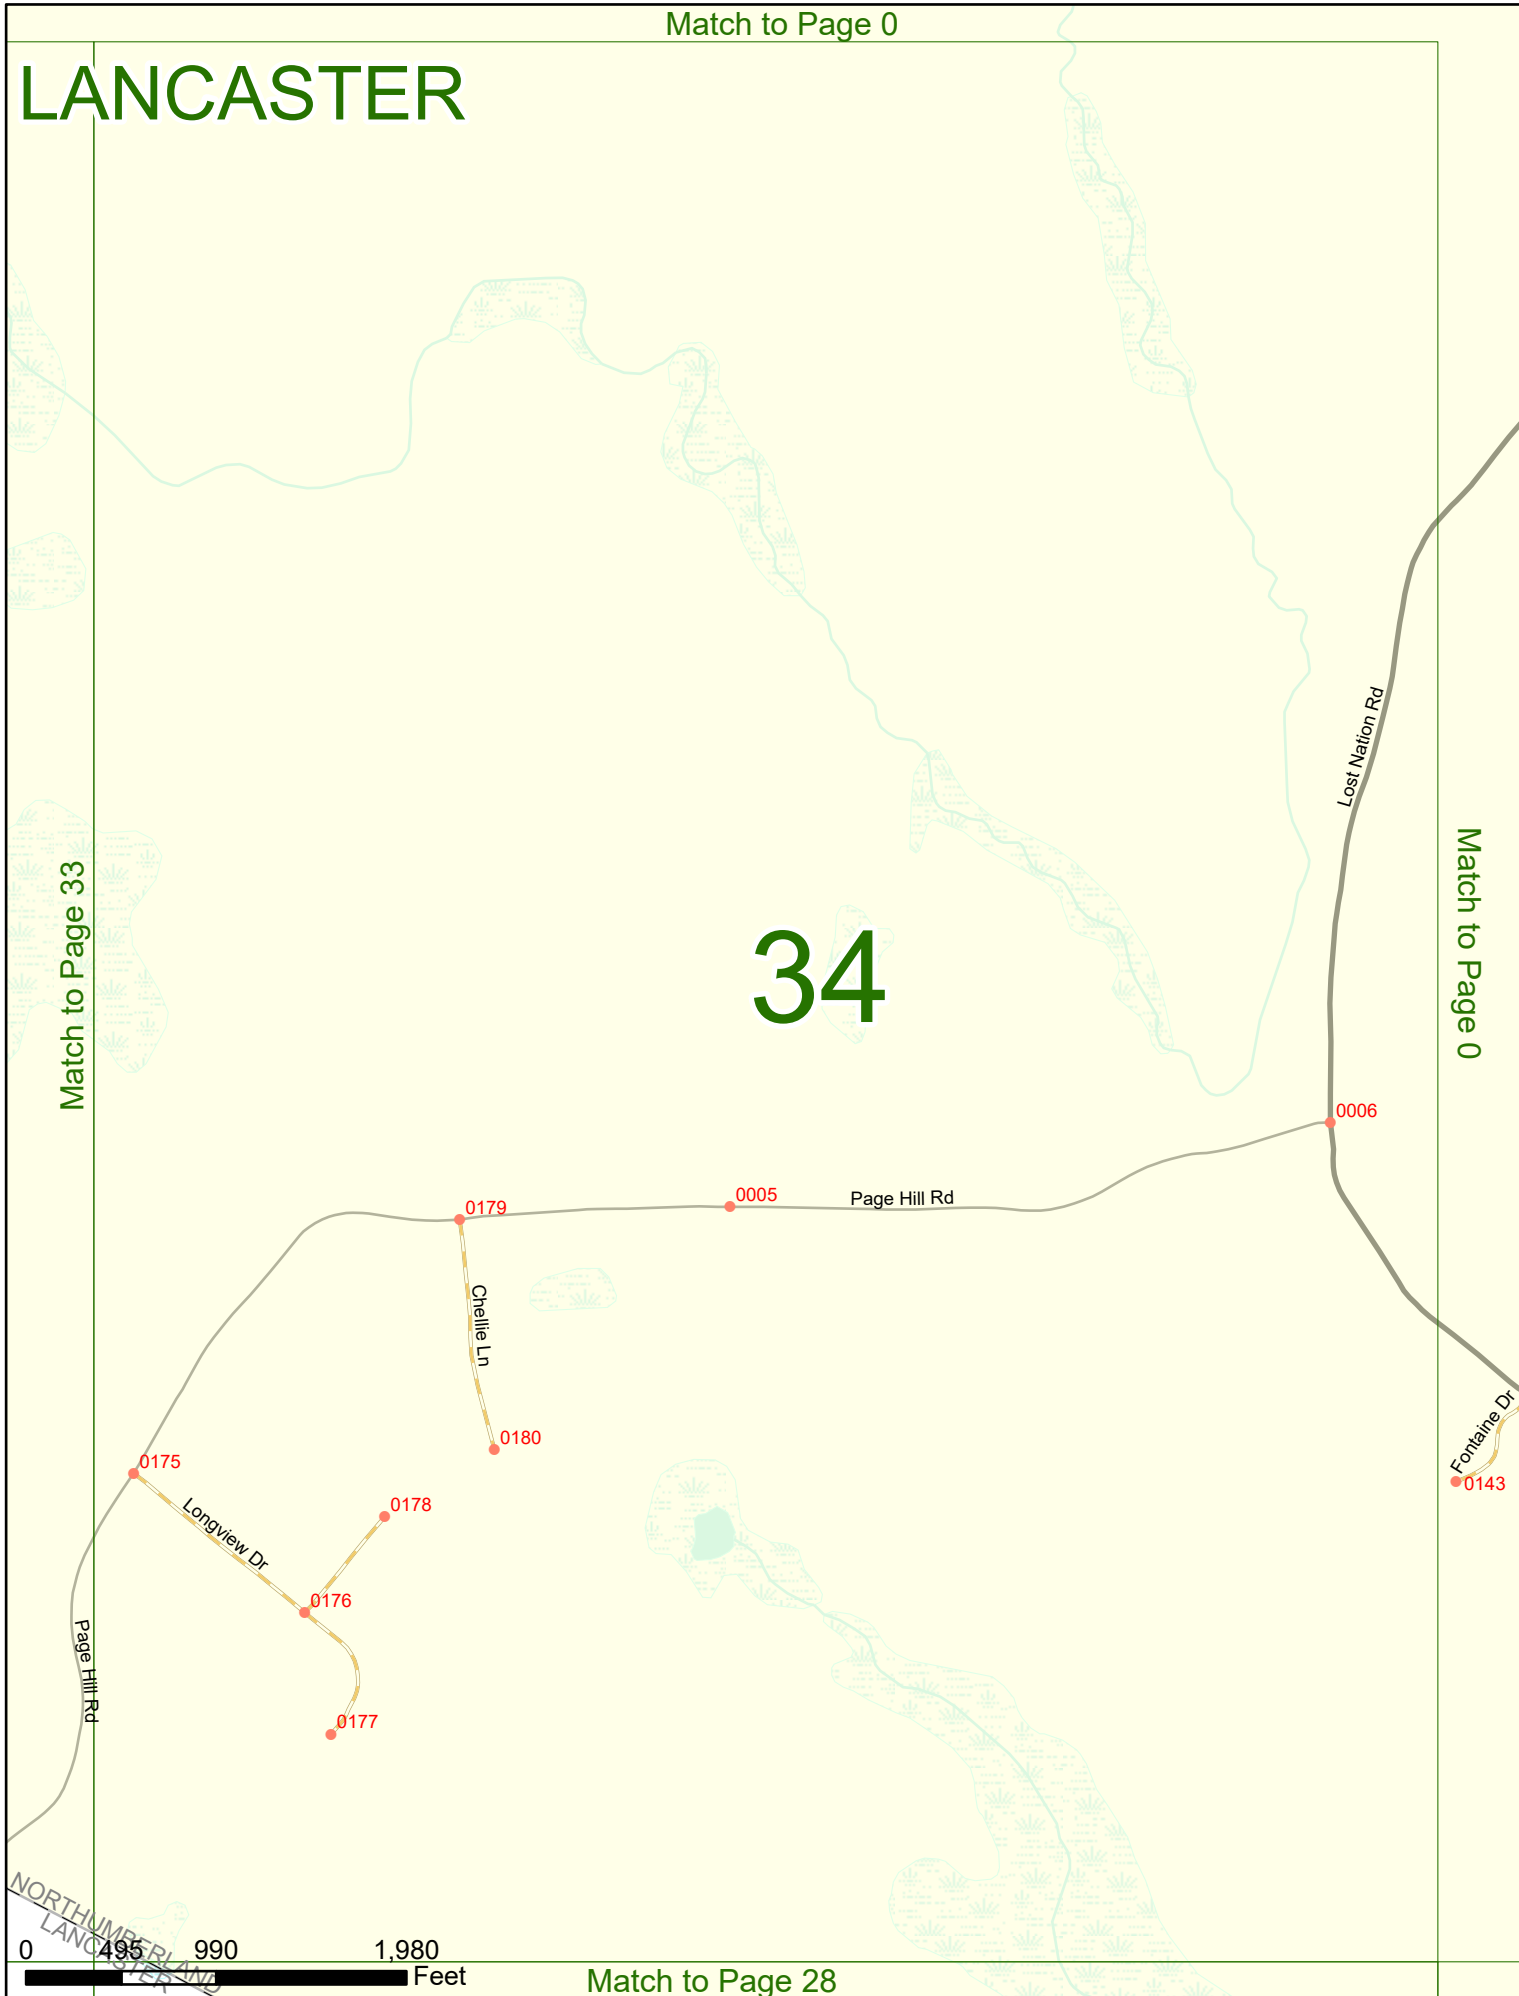 Match to Page 0
LANCASTER
Lost Nation Rd
Match to Page 33
Match to Page 0
34
0006
0179
0005
Page Hill Rd
Chellie Ln
0180
0175
0178
Longview Dr
0176
Fontaine Dr
0143
Page Hill Rd
0177
NORTHUMBERLAND
LANCASTER
0 495 990 1,980
Feet
Match to Page 28